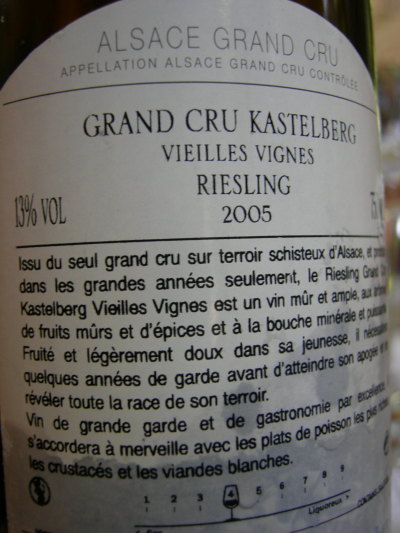 ALSACE GRAND CRU
APPELLATION ALSACE GRAND CRU CONTRÔLÉE
GRAND CRU KASTELBERG
VIEILLES VIGNES
RIESLING
13% VOL
2005
75
Issu du seul grand cru sur terroir schisteux d'Alsace, et
dans les grandes années seulement, le Riesling Grand
Kastelberg Vieilles Vignes est un vin mûr et ample, aux
de fruits mûrs et d'épices et à la bouche minérale et
Fruité et légèrement doux dans sa jeunesse, il
quelques années de garde avant d'atteindre son apogée et
révéler toute la race de son terroir.
Vin de grande garde et de gastronomie par excellence,
s'accordera à merveille avec les plats de poisson les plus
les crustacés et les viandes blanches.
1 2 3 4 5 6 7 8 9
Liquoreux >